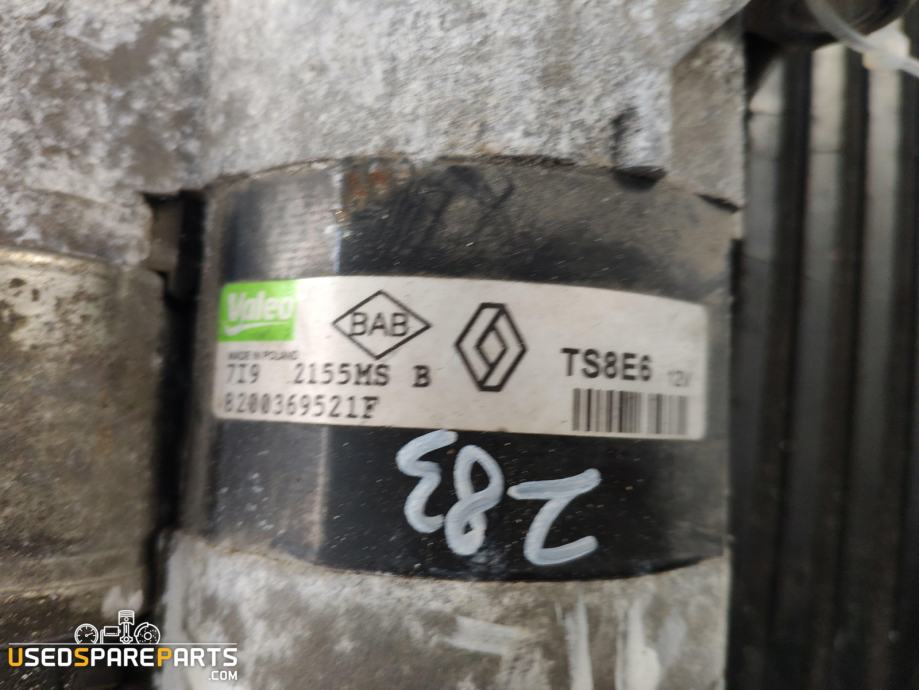 Valeo
BAB
MADE IN POLAND
7I9 2155MS B
8200369521F
TS8E6 12V
283
USEDSPAREPARTS
.COM